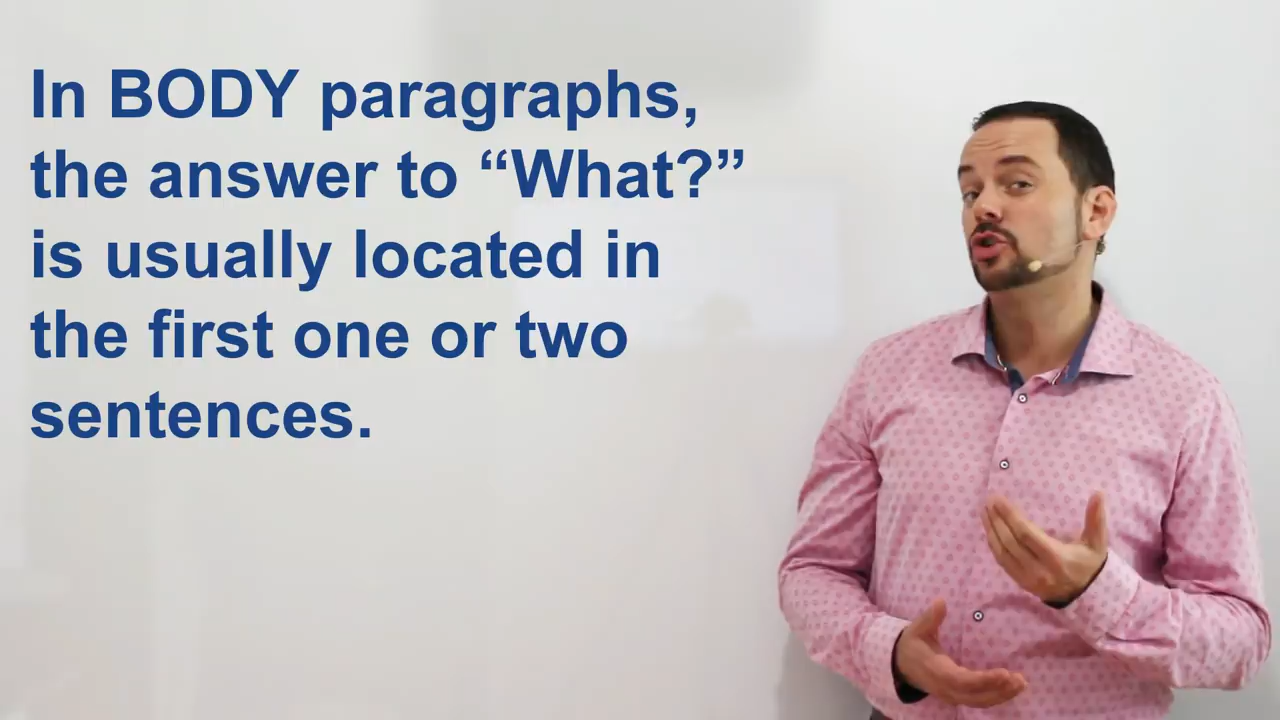 In BODY paragraphs,
the answer to “What?”
is usually located in
the first one or two
sentences.